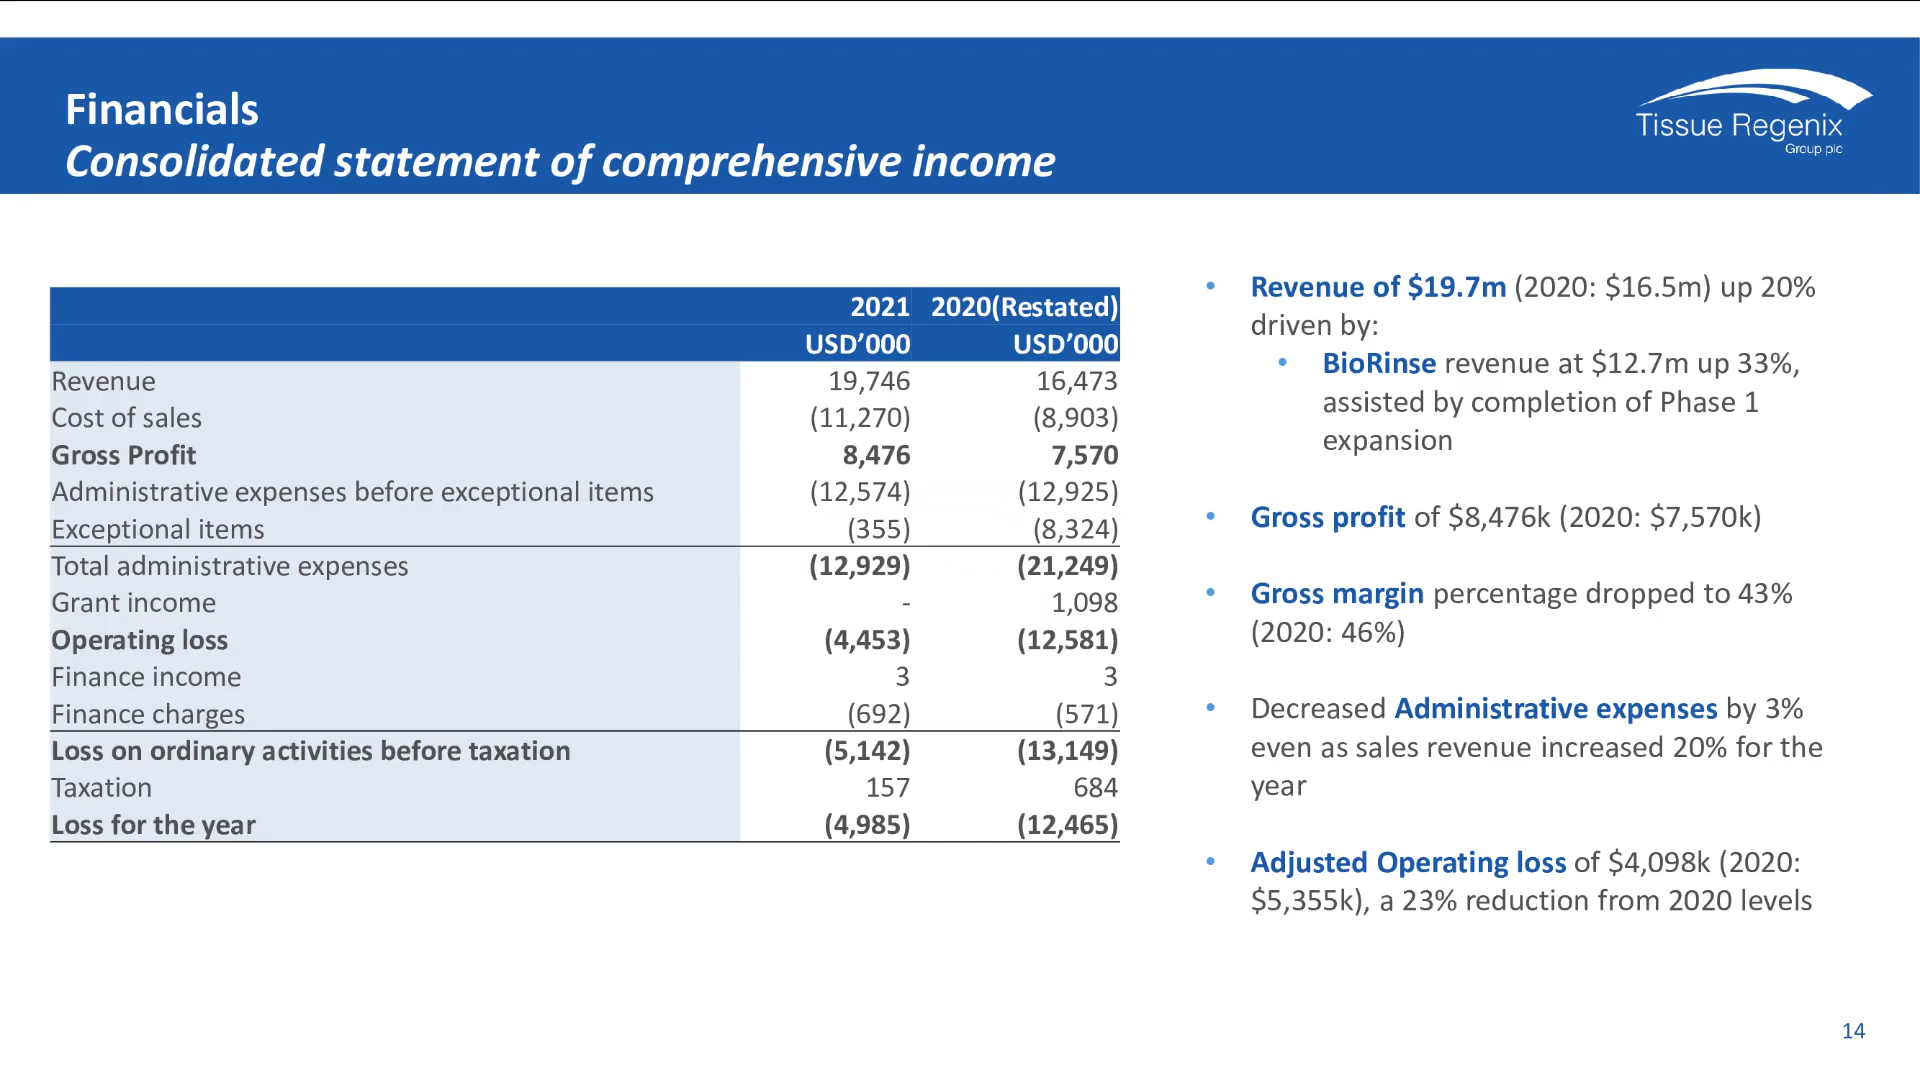 Financials
Consolidated statement of comprehensive income
Tissue Regenix
Group plc
2021 2020(Restated)
USD’000 USD’000
Revenue 19,746 16,473
Cost of sales (11,270) (8,903)
Gross Profit 8,476 7,570
Administrative expenses before exceptional items (12,574) (12,925)
Exceptional items (355) (8,324)
Total administrative expenses (12,929) (21,249)
Grant income - 1,098
Operating loss (4,453) (12,581)
Finance income 3 3
Finance charges (692) (571)
Loss on ordinary activities before taxation (5,142) (13,149)
Taxation 157 684
Loss for the year (4,985) (12,465)
• Revenue of $19.7m (2020: $16.5m) up 20%
driven by:
• BioRinse revenue at $12.7m up 33%,
assisted by completion of Phase 1
expansion
• Gross profit of $8,476k (2020: $7,570k)
• Gross margin percentage dropped to 43%
(2020: 46%)
• Decreased Administrative expenses by 3%
even as sales revenue increased 20% for the
year
• Adjusted Operating loss of $4,098k (2020:
$5,355k), a 23% reduction from 2020 levels
14